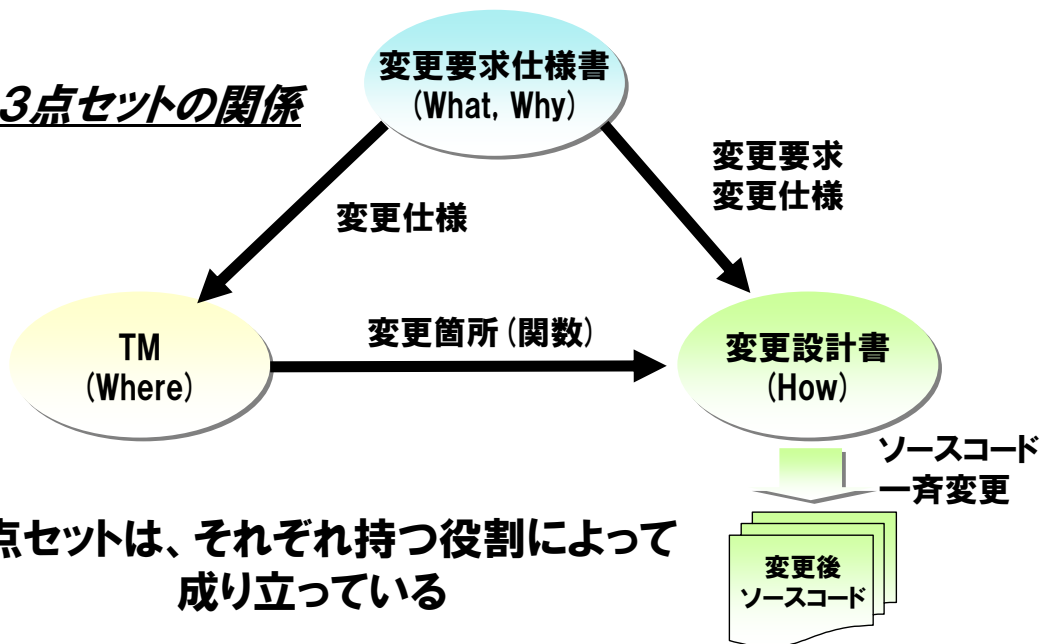 3点セットの関係
変更要求仕様書
(What, Why)
変更要求
変更仕様
変更仕様
TM
(Where)
変更箇所(関数)
変更設計書
(How)
ソースコード
一斉変更
点セットは、それぞれ持つ役割によって
成り立っている
変更後
ソースコード